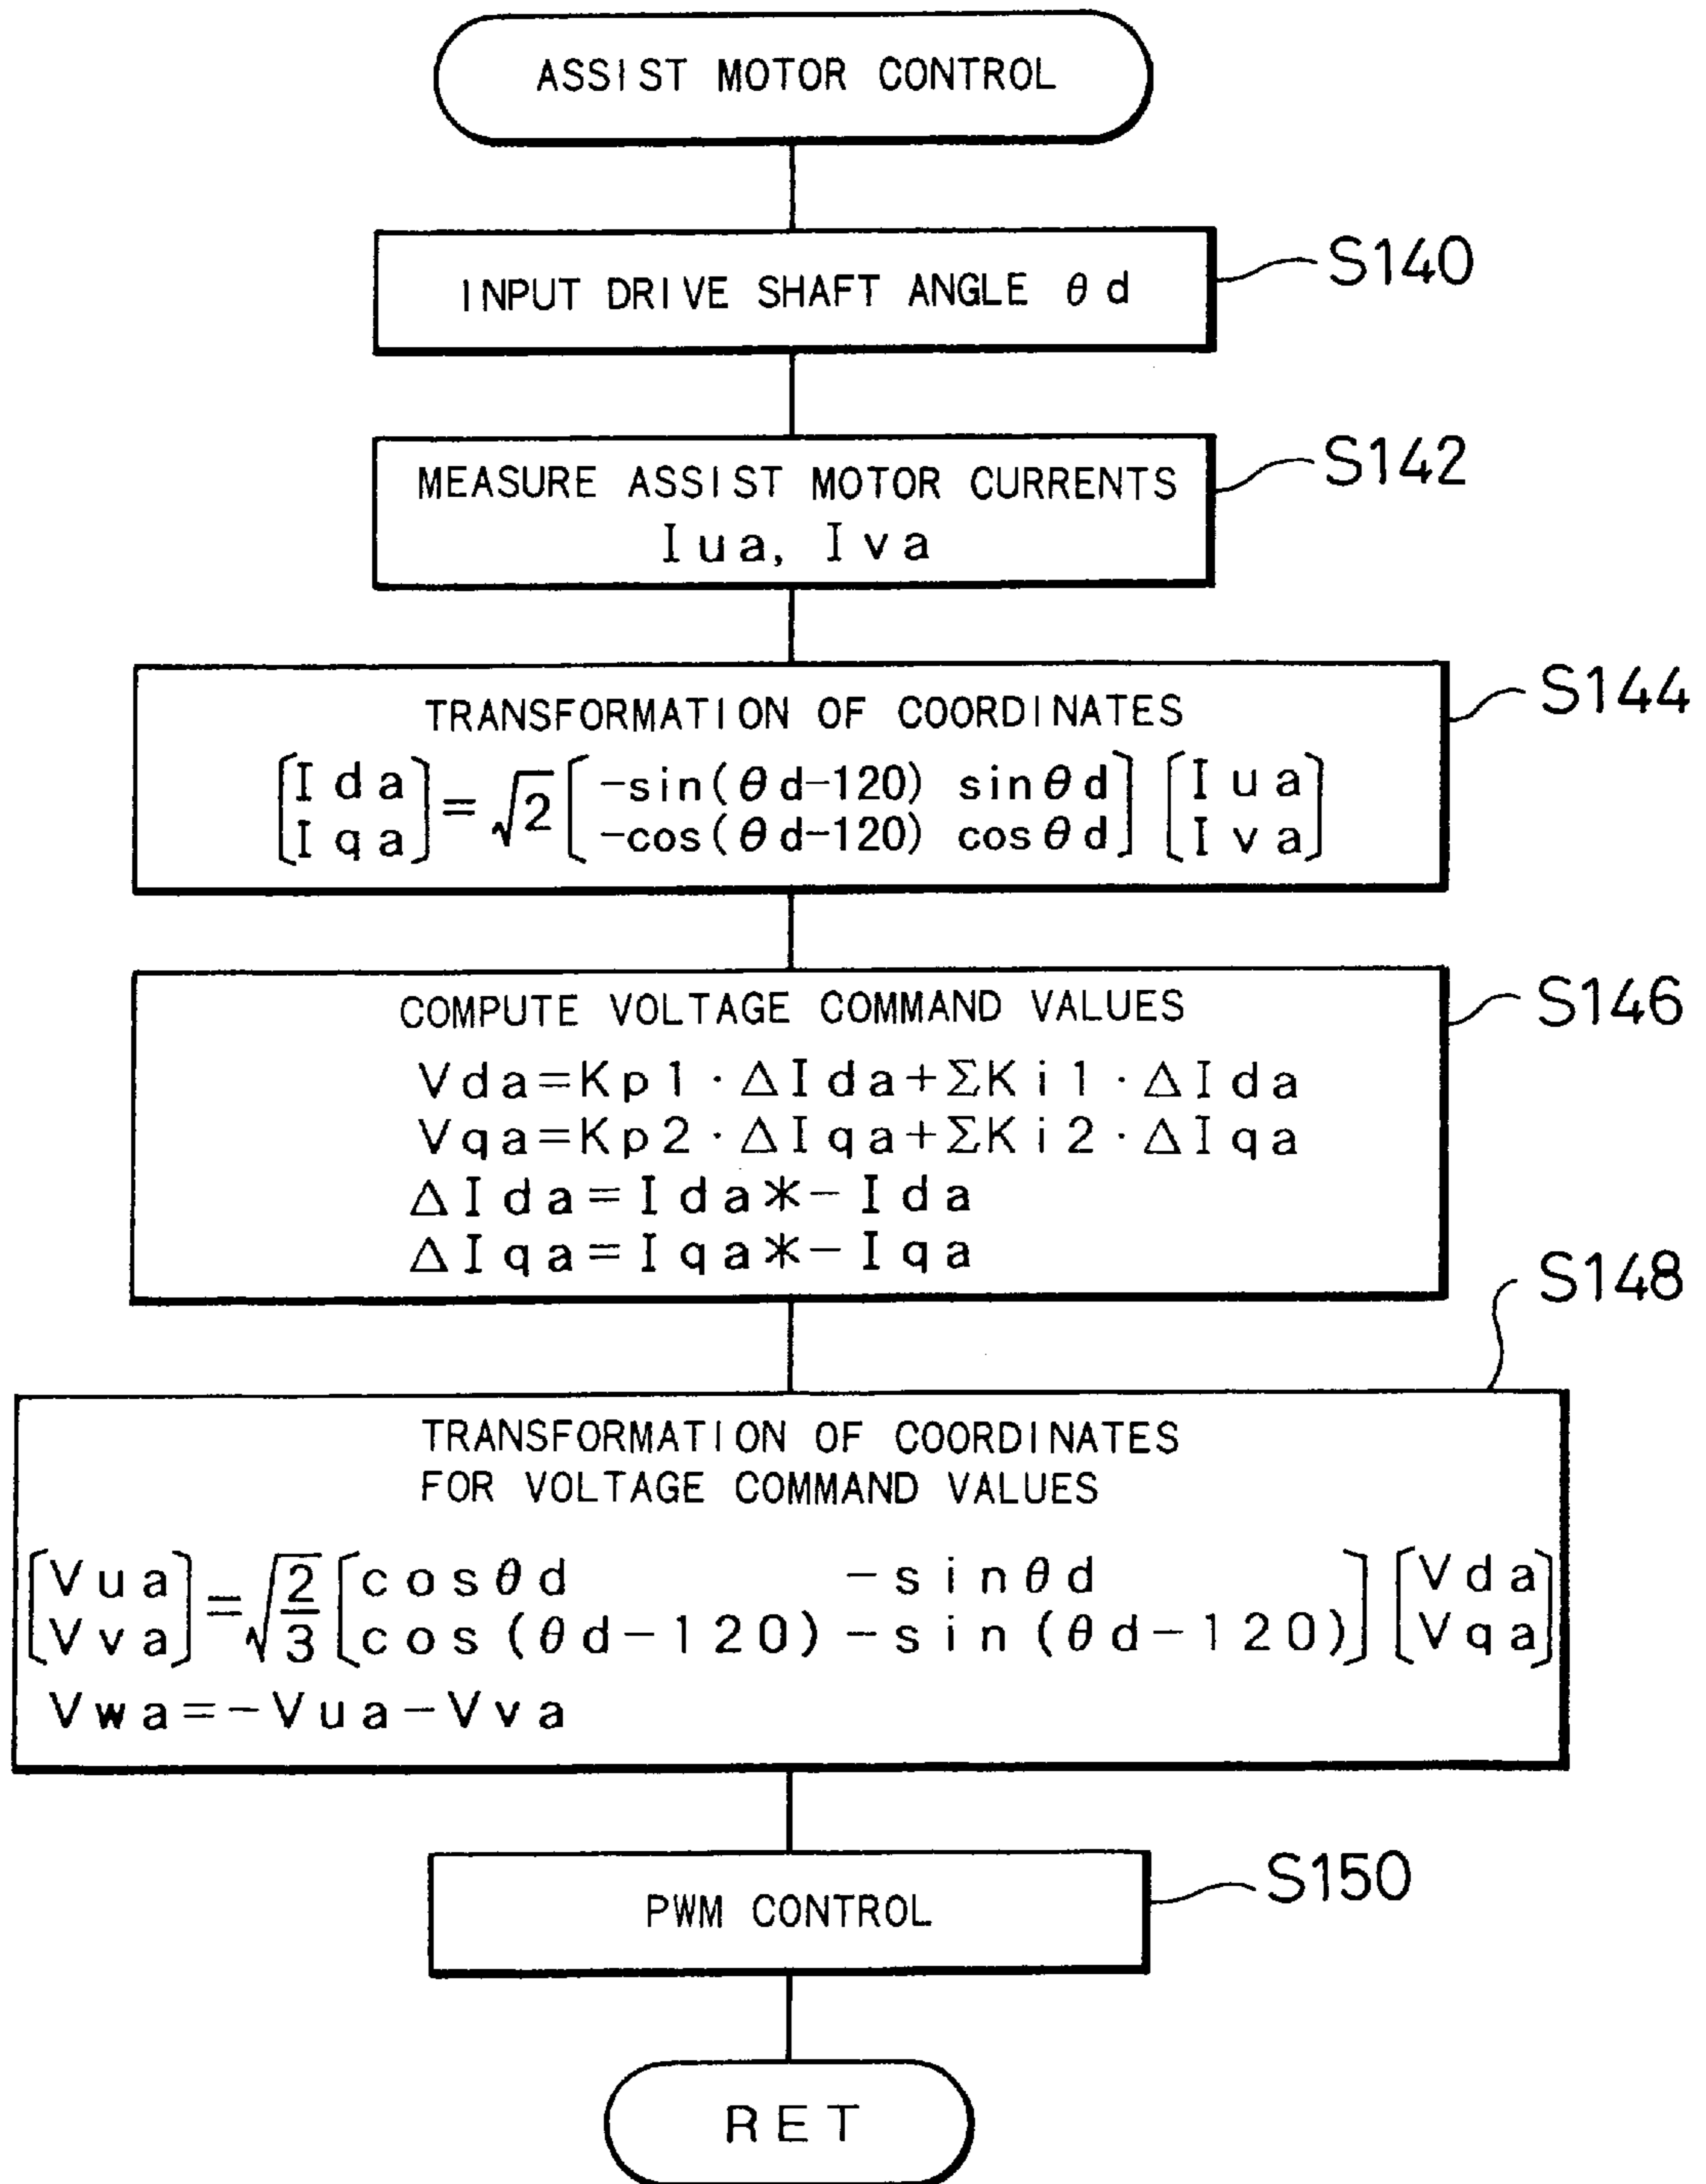 ASSIST MOTOR CONTROL
INPUT DRIVE SHAFT ANGLE θd
S140
MEASURE ASSIST MOTOR CURRENTS
Iua, Iva
S142
TRANSFORMATION OF COORDINATES
[Ida] = √2 [-sin(θd-120) sinθd] [Iua]
[Iqa] [-cos(θd-120) cosθd] [Iva]
S144
COMPUTE VOLTAGE COMMAND VALUES
Vda=Kp1·ΔIda+ΣKi1·ΔIda
Vqa=Kp2·ΔIqa+ΣKi2·ΔIqa
ΔIda=Ida*-Ida
ΔIqa=Iqa*-Iqa
S146
TRANSFORMATION OF COORDINATES
FOR VOLTAGE COMMAND VALUES
[Vua] = √2/3 [cosθd -sinθd] [Vda]
[Vva] [cos(θd-120) -sin(θd-120)] [Vqa]
Vwa=-Vua-Vva
S148
PWM CONTROL
S150
RET